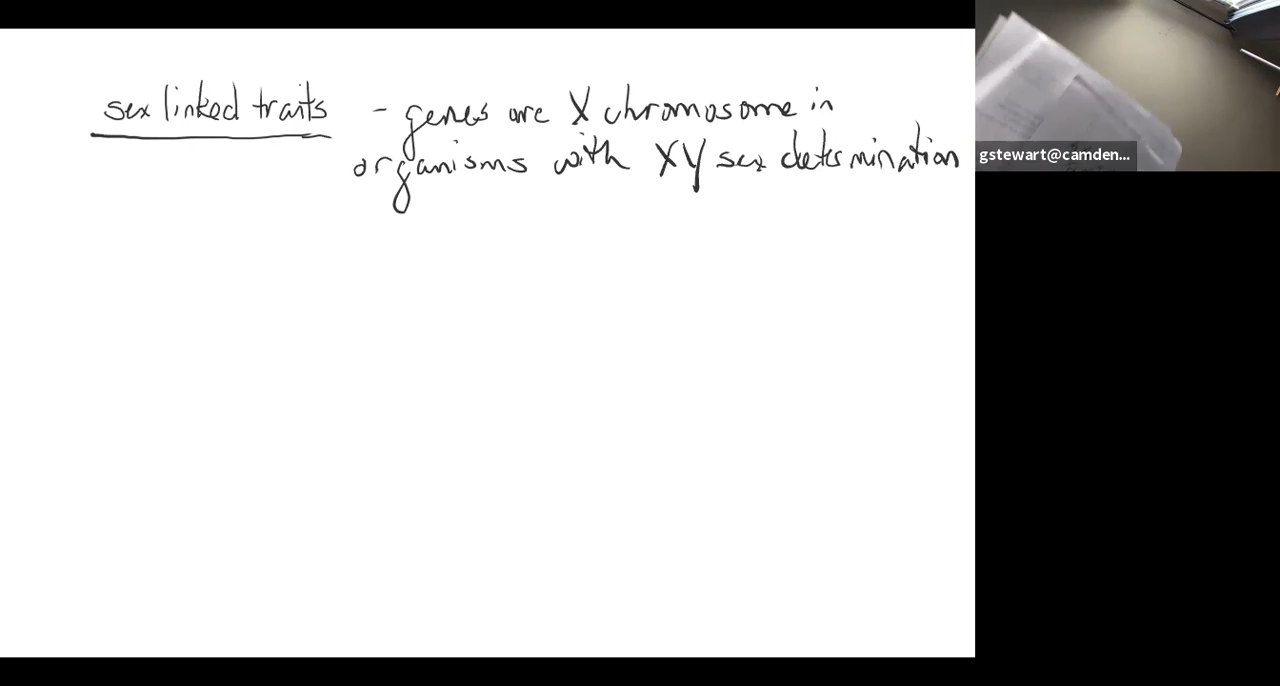 sex linked traits - genes are X chromosome in
organisms with XY sex determination
gstewart@camden...